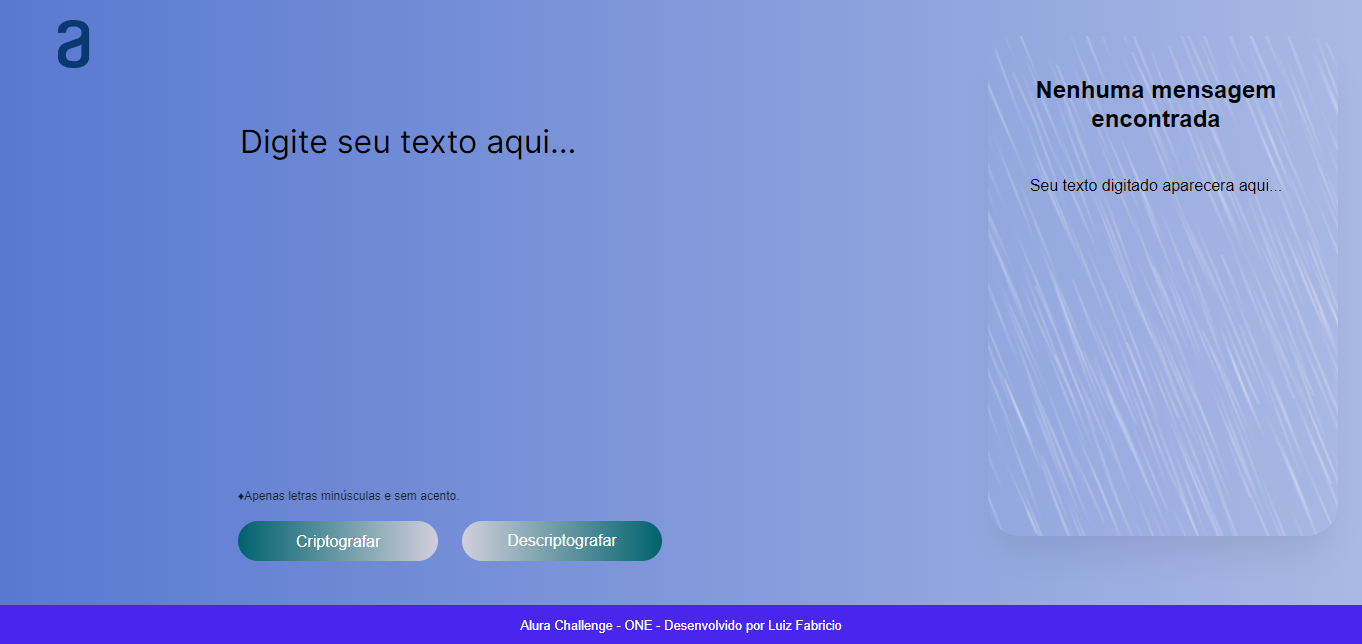 a
Digite seu texto aqui...
Nenhuma mensagem
encontrada
Seu texto digitado aparecera aqui...
♦Apenas letras minúsculas e sem acento.
Criptografar
Descriptografar
Alura Challenge - ONE - Desenvolvido por Luiz Fabricio